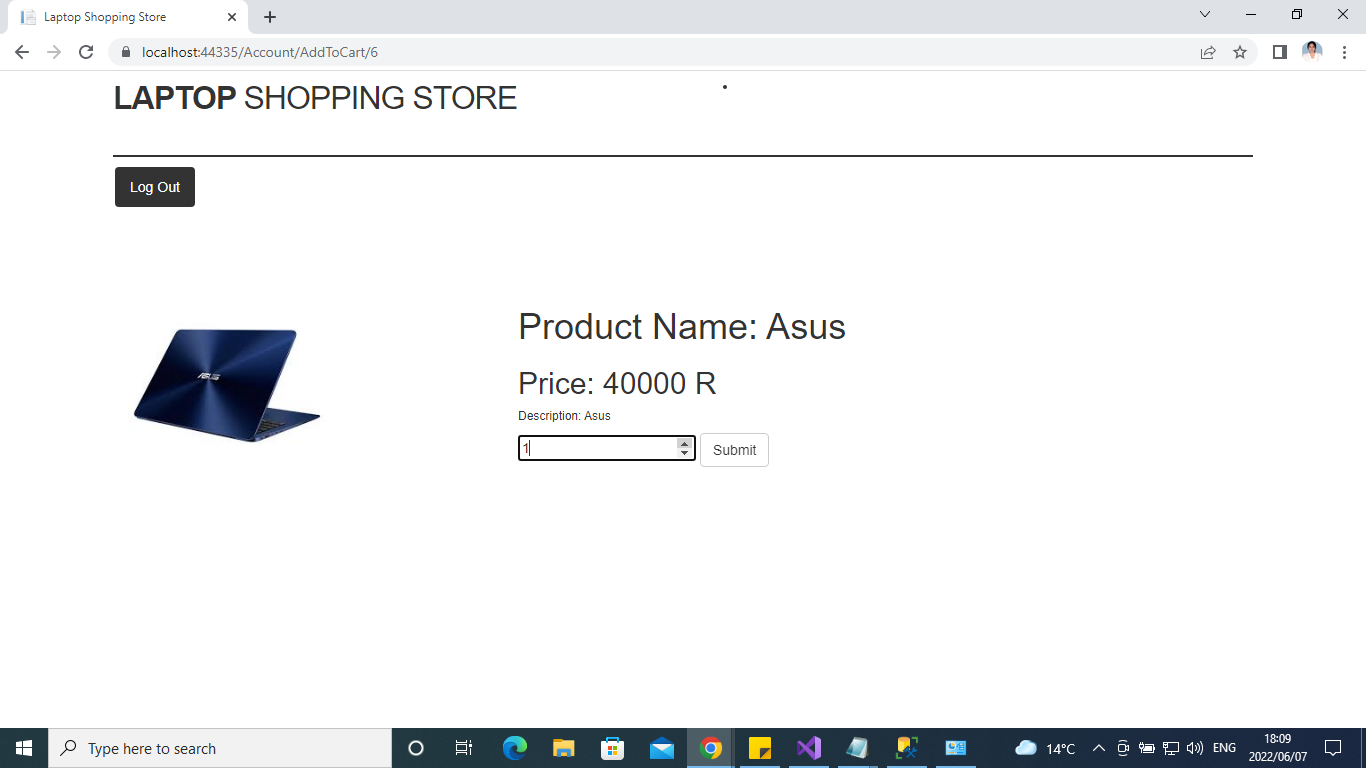 Laptop Shopping Store
localhost:44335/Account/AddToCart/6
LAPTOP SHOPPING STORE
Log Out
ASUS
Product Name: Asus
Price: 40000 R
Description: Asus
1
Submit
Type here to search
14°C
ENG
18:09
2022/06/07